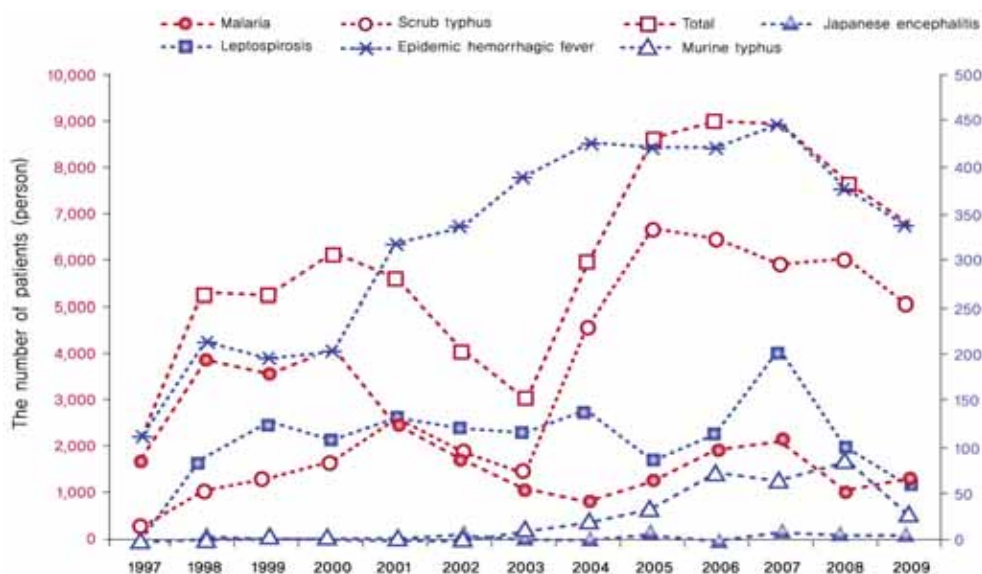 Malaria Scrub typhus Total Japanese encephalitis
Leptospirosis Epidemic hemorrhagic fever Murine typhus
10,000 500
9,000 450
8,000 400
7,000 350
6,000 300
5,000 250
4,000 200
3,000 150
2,000 100
1,000 50
0 0
The number of patients (person)
1997 1998 1999 2000 2001 2002 2003 2004 2005 2006 2007 2008 2009